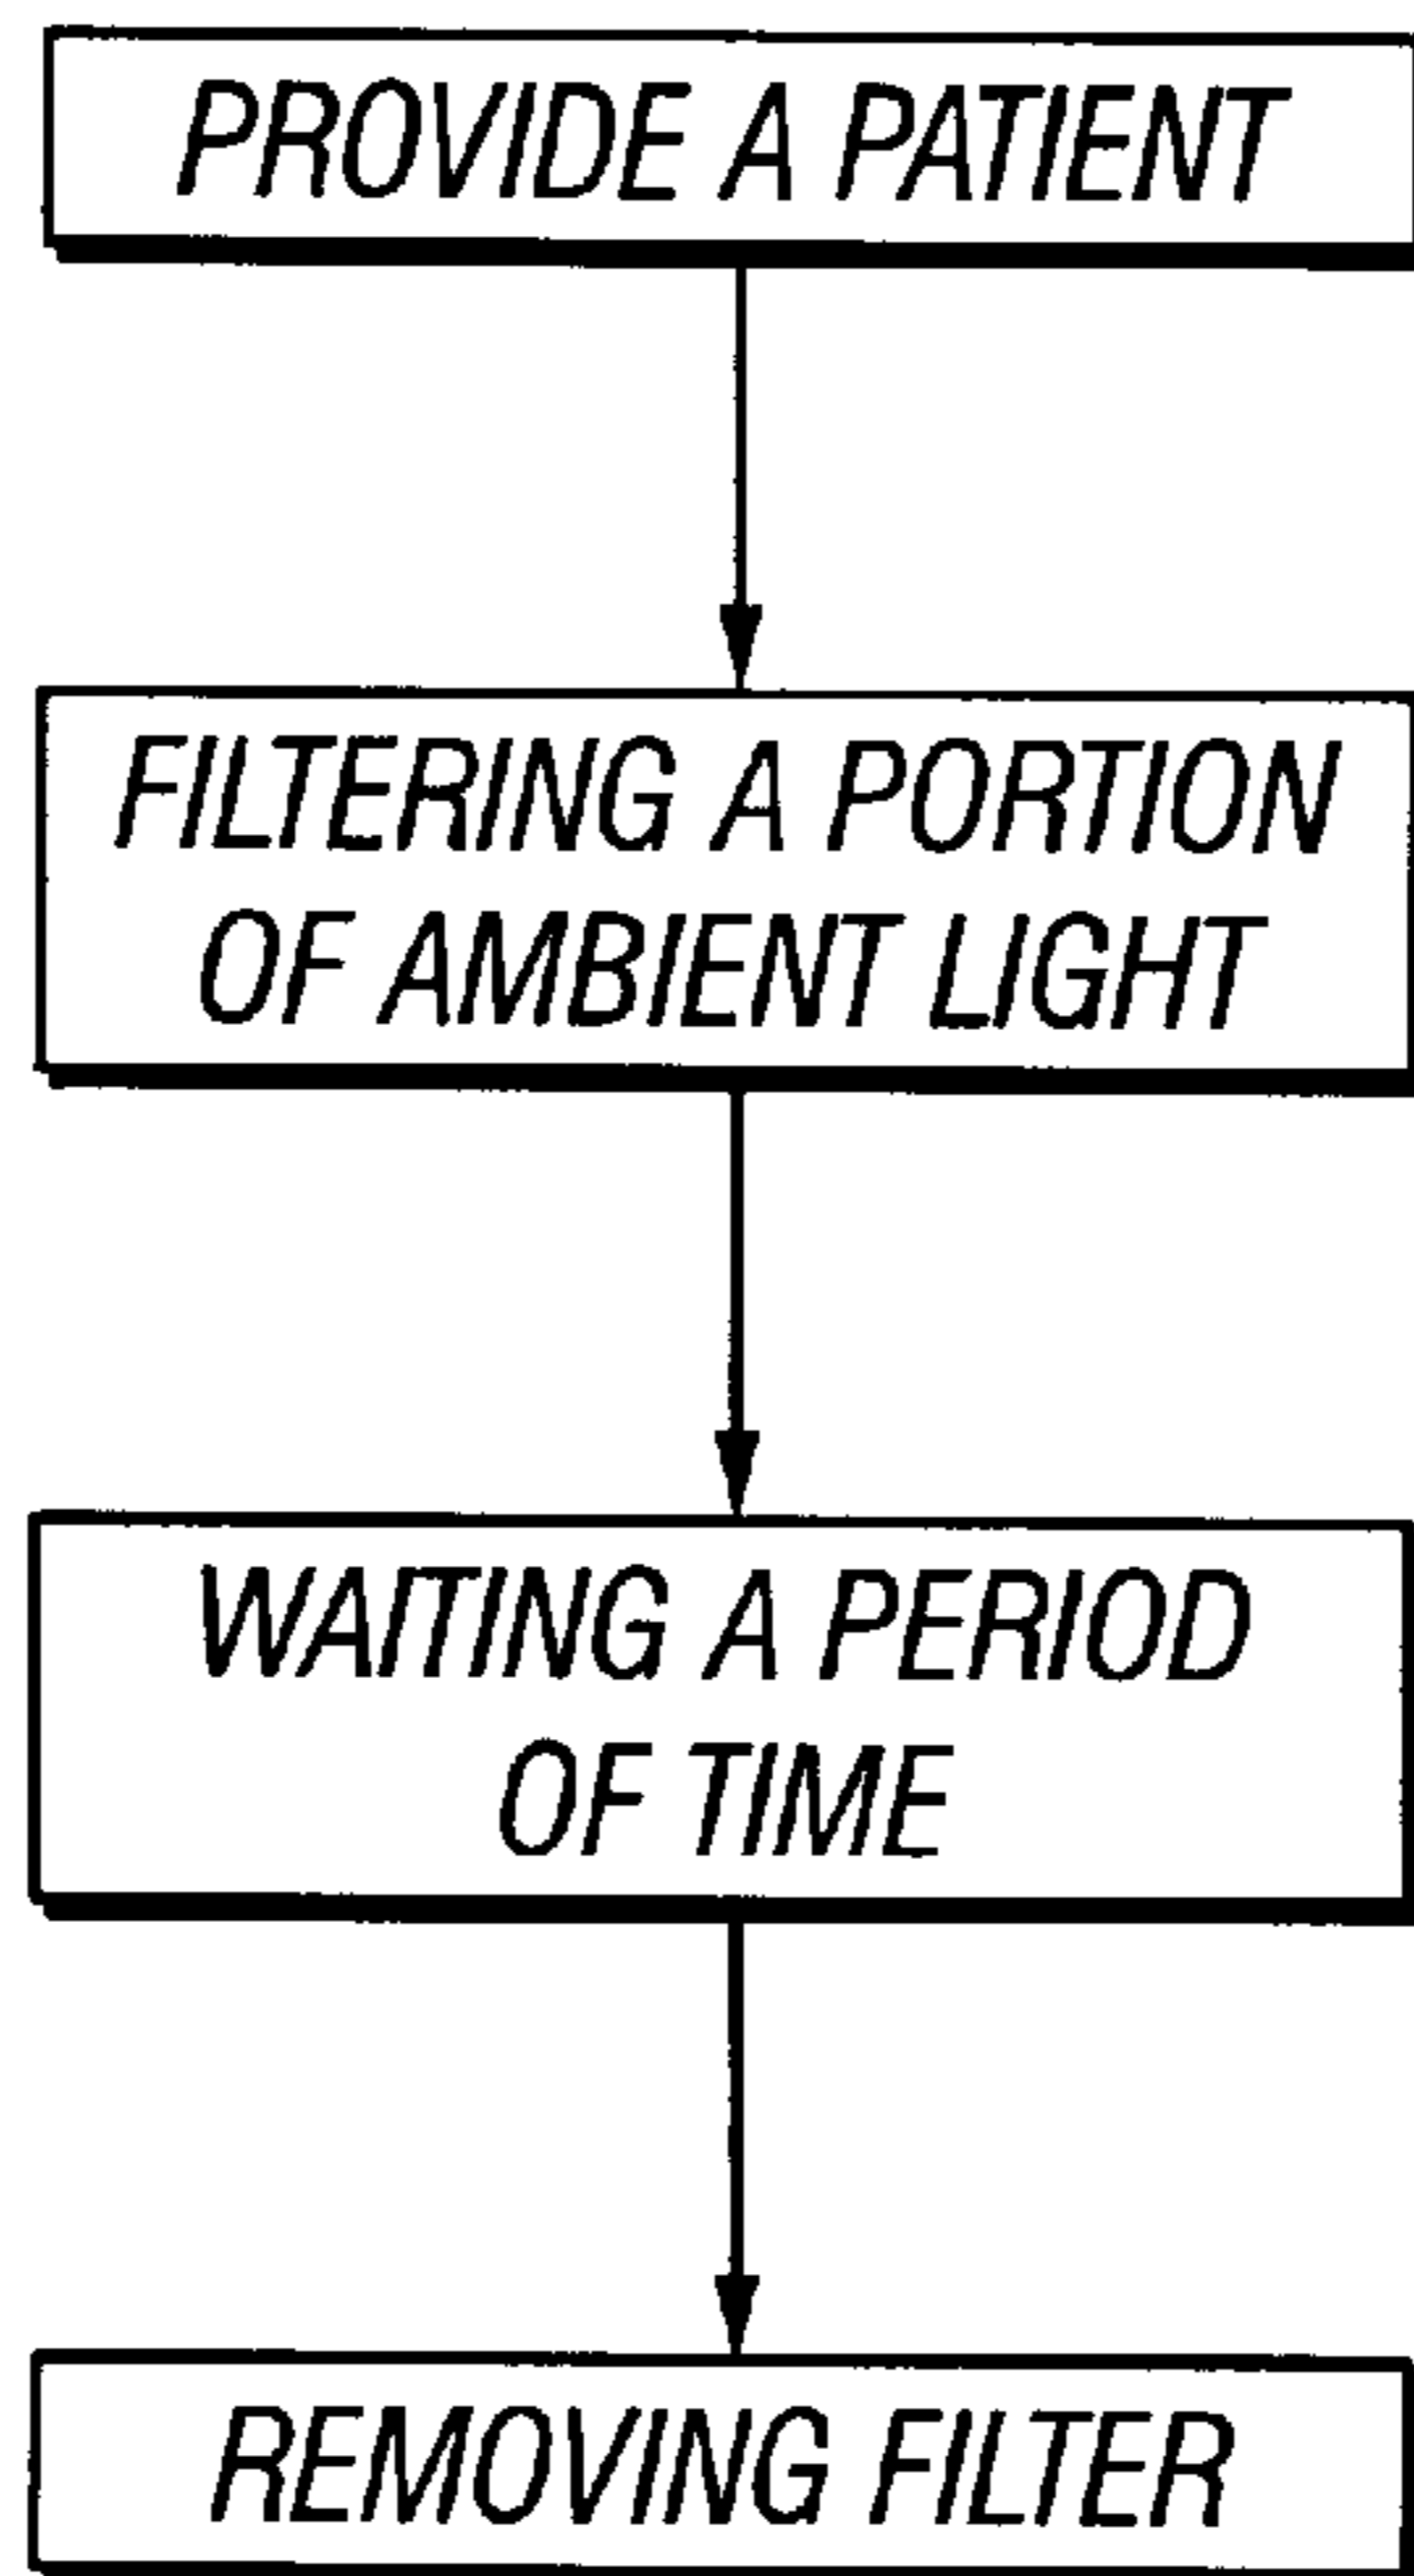 PROVIDE A PATIENT
FILTERING A PORTION
OF AMBIENT LIGHT
WAITING A PERIOD
OF TIME
REMOVING FILTER